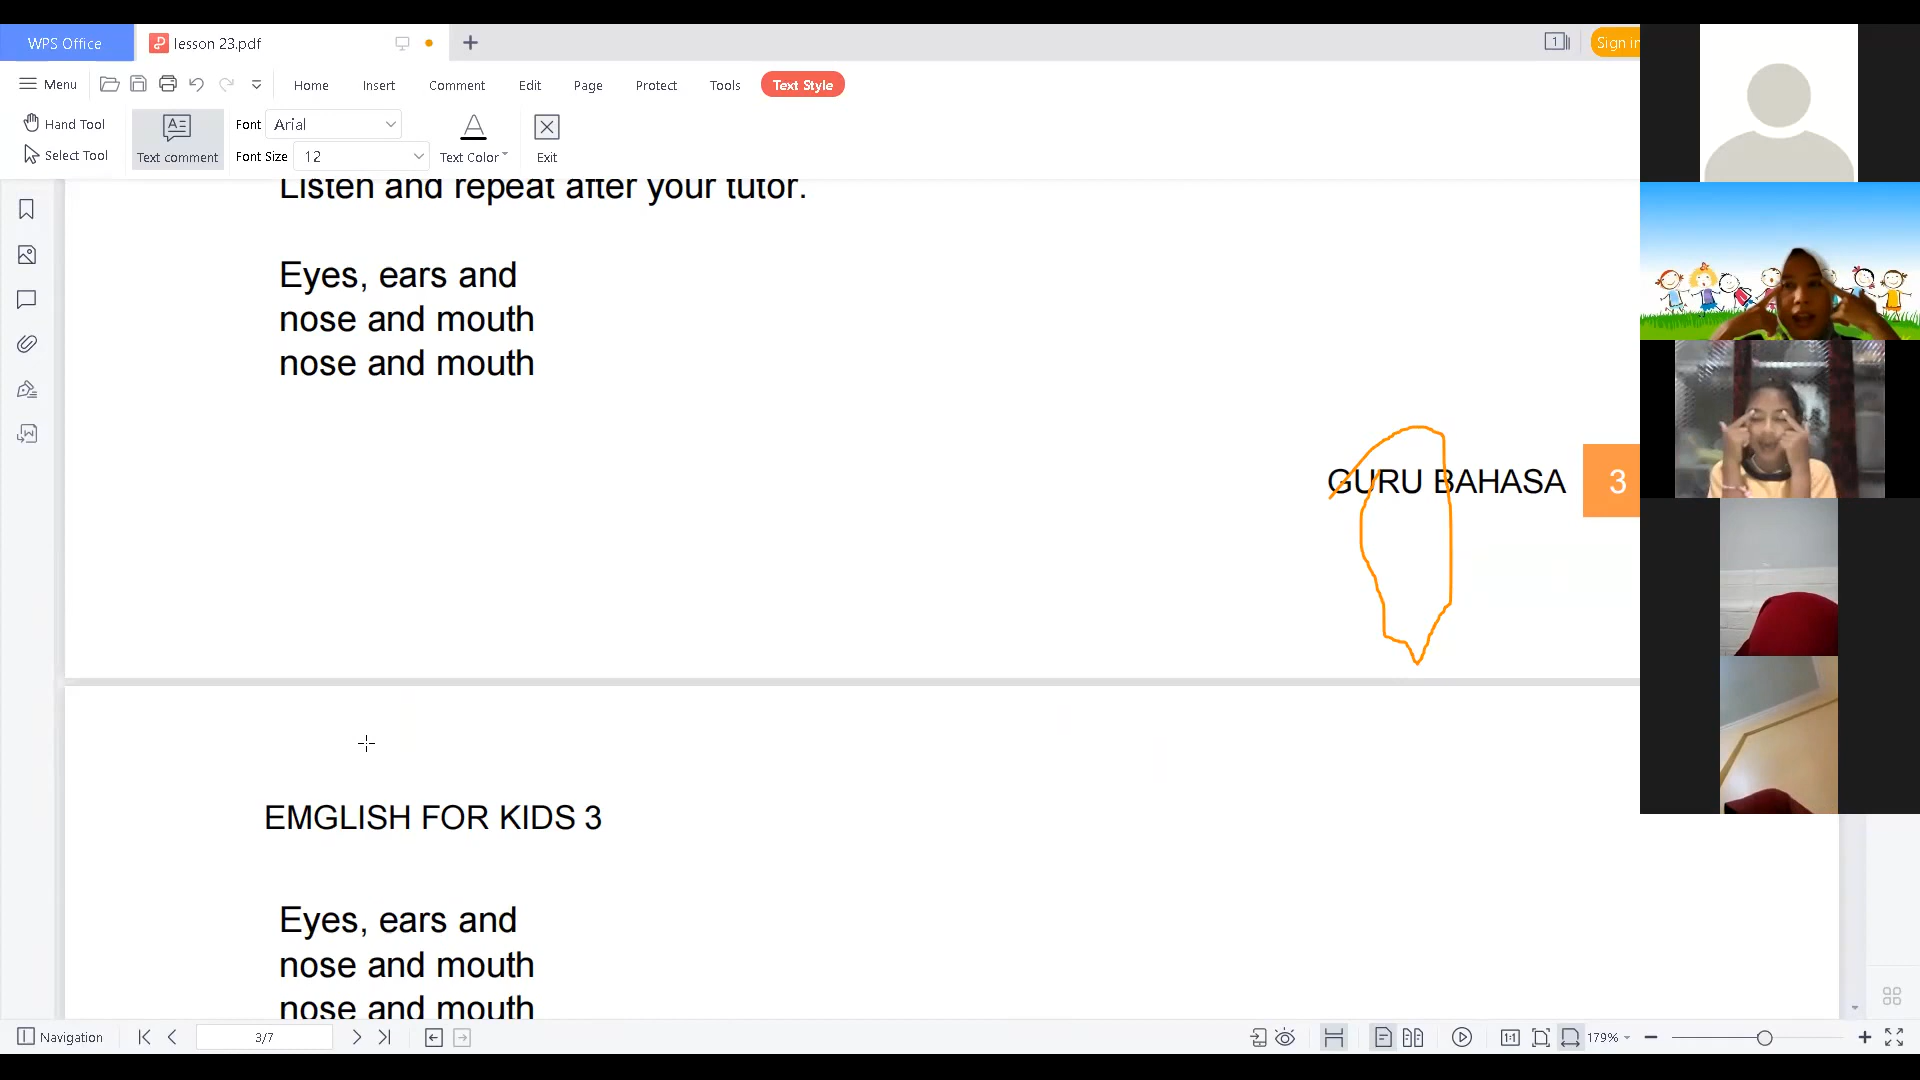 WPS Office
lesson 23.pdf
1
Sign in
Menu
Home
Insert
Comment
Edit
Page
Protect
Tools
Text Style
Hand Tool
Select Tool
Text comment
Font
Arial
Font Size
12
Text Color
Exit
Listen and repeat after your tutor.
Eyes, ears and
nose and mouth
nose and mouth
GURU BAHASA
3
EMGLISH FOR KIDS 3
Eyes, ears and
nose and mouth
nose and mouth
Navigation
3/7
1:1
179%